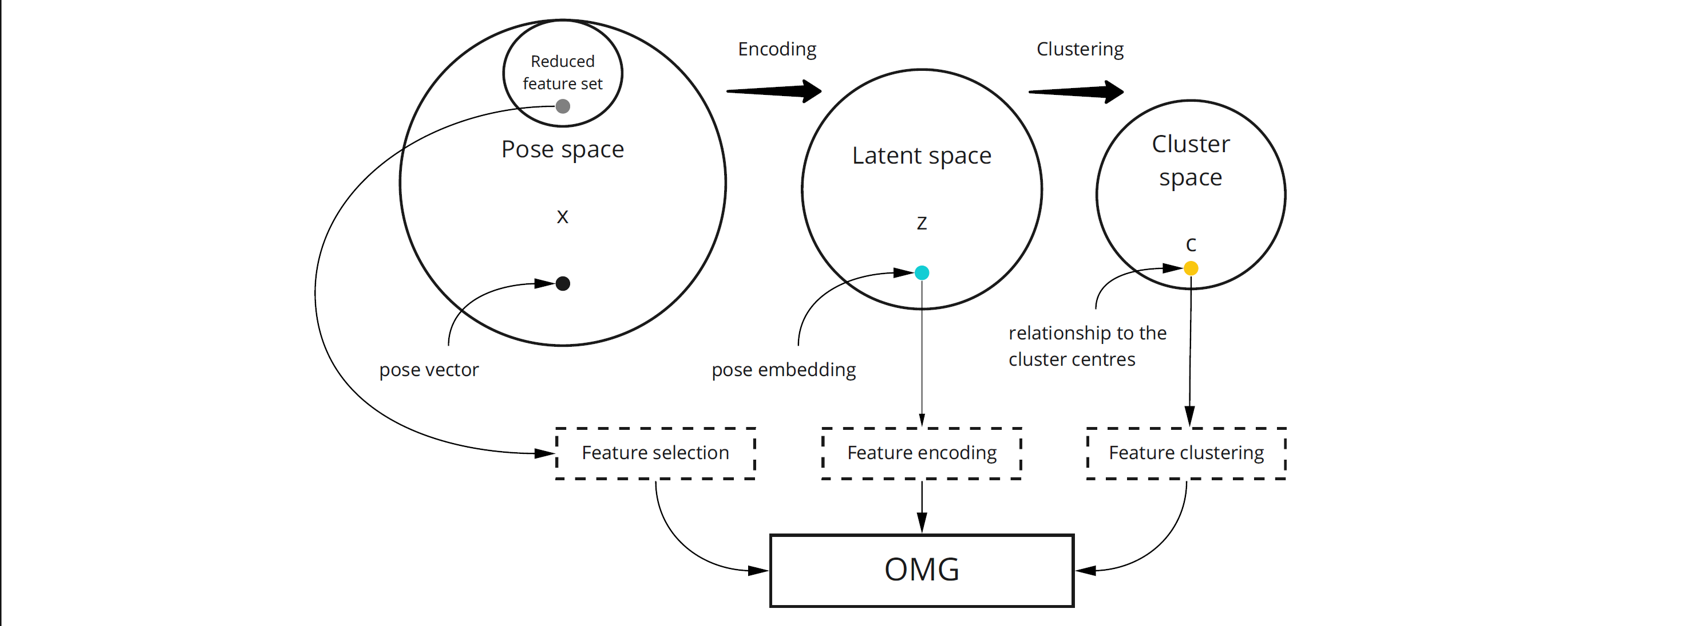 Reduced
feature set
Pose space
x
pose vector
Encoding
Latent space
z
pose embedding
Clustering
Cluster
space
c
relationship to the
cluster centres
Feature selection
Feature encoding
Feature clustering
OMG